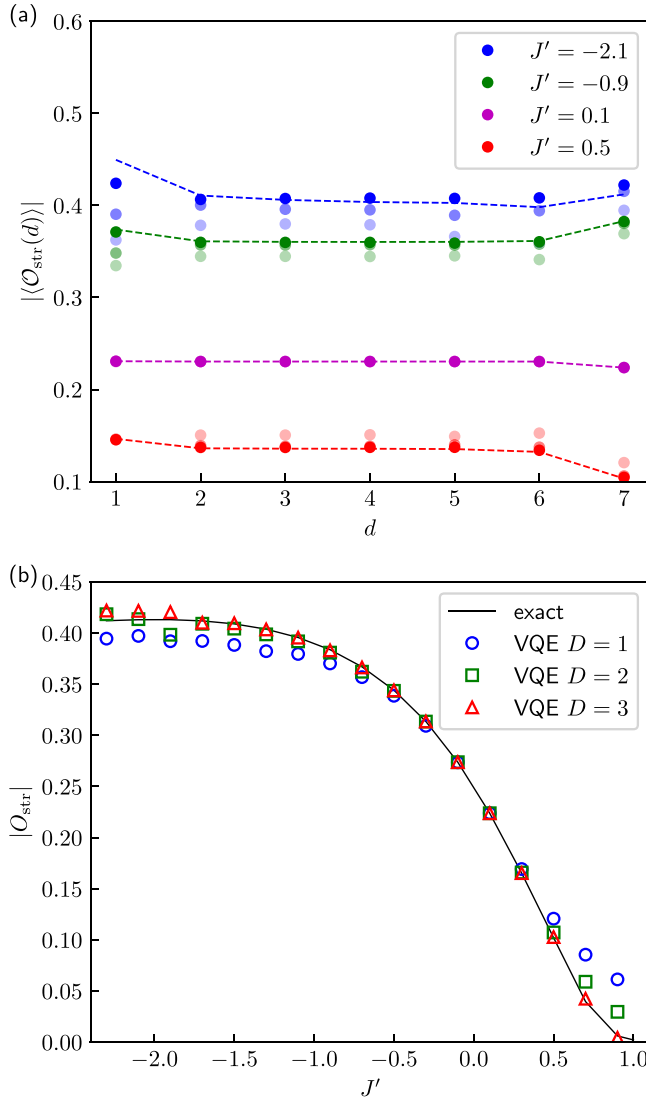 (a)
0.6
0.5
0.4
0.3
0.2
0.1
|⟨𝒪_str(d)⟩|
J′ = −2.1
J′ = −0.9
J′ = 0.1
J′ = 0.5
1 2 3 4 5 6 7
d
(b)
0.45
0.40
0.35
0.30
0.25
0.20
0.15
0.10
0.05
0.00
|O_str|
exact
VQE D = 1
VQE D = 2
VQE D = 3
−2.0 −1.5 −1.0 −0.5 0.0 0.5 1.0
J′